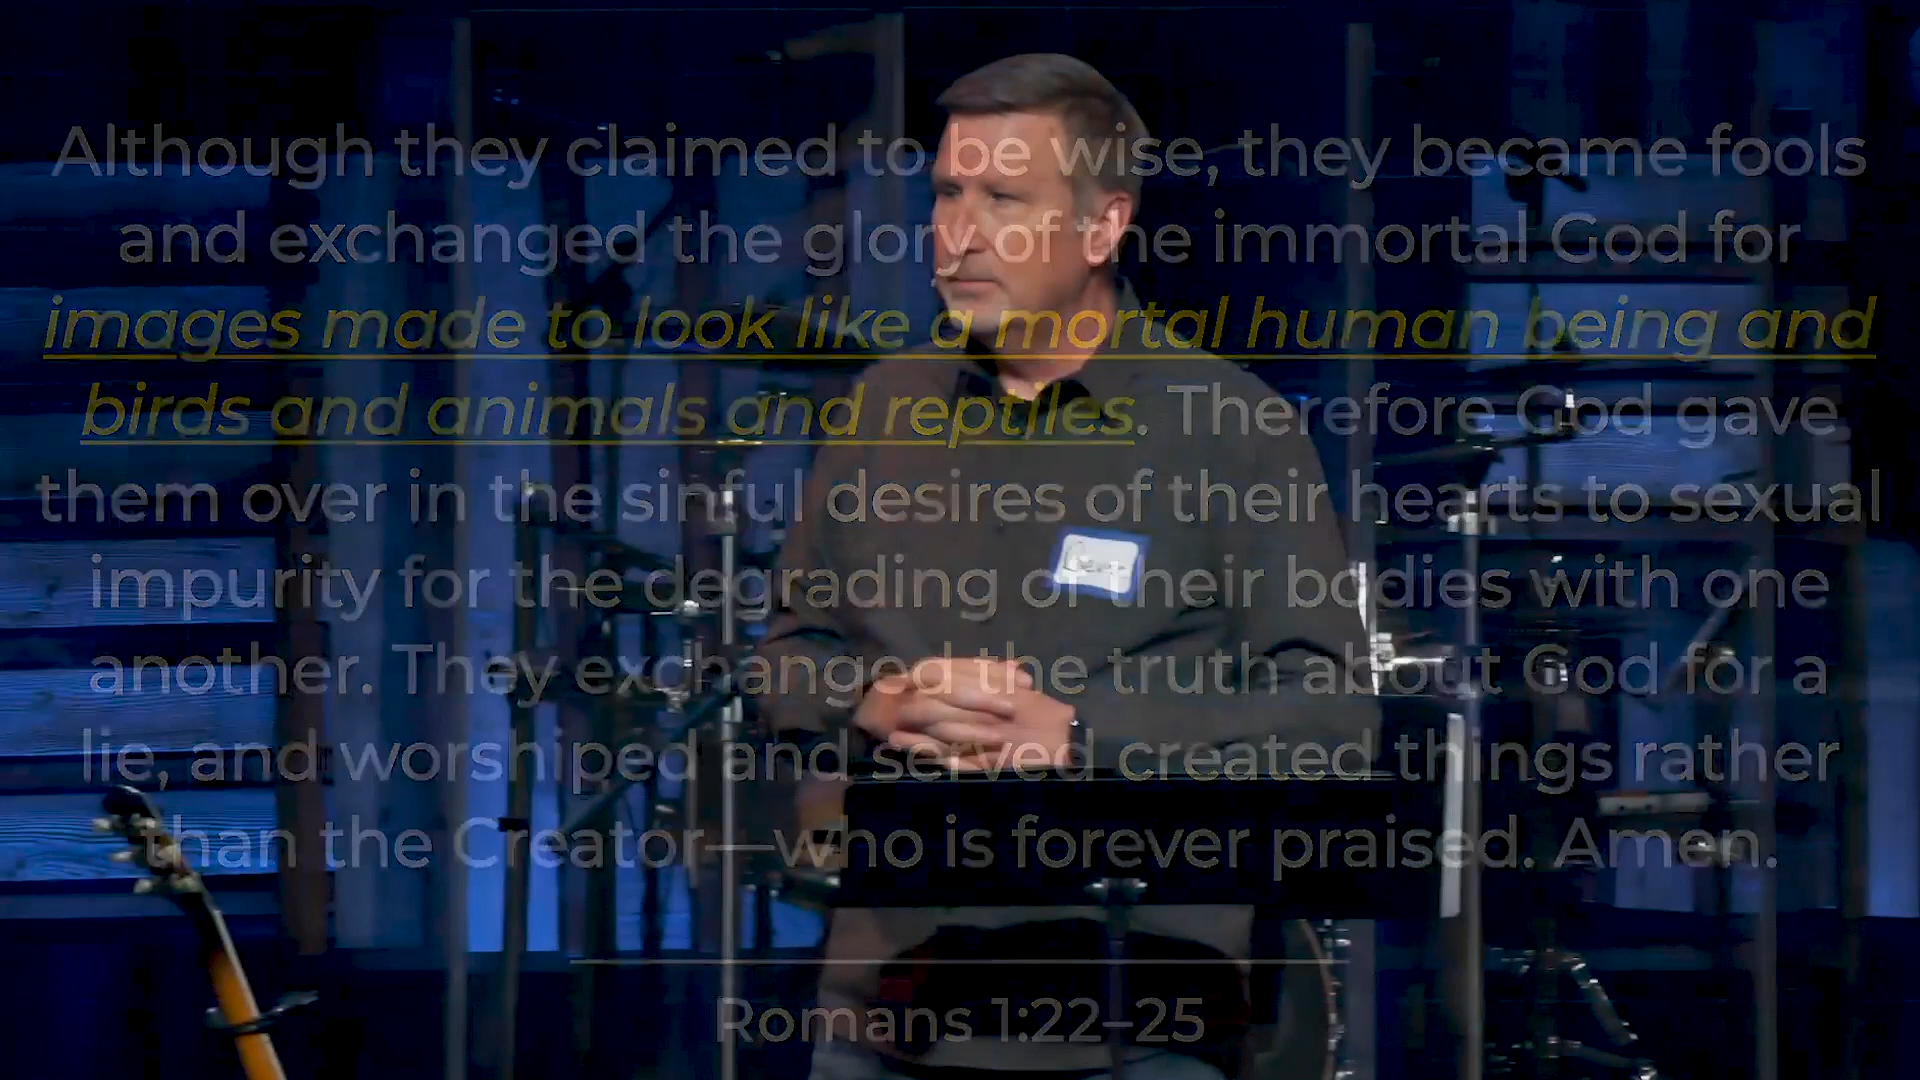 Although they claimed to be wise, they became fools
and exchanged the glory of the immortal God for
images made to look like a mortal human being and
birds and animals and reptiles. Therefore God gave
them over in the sinful desires of their hearts to sexual
impurity for the degrading of their bodies with one
another. They exchanged the truth about God for a
lie, and worshiped and served created things rather
than the Creator—who is forever praised. Amen.
Romans 1:22–25